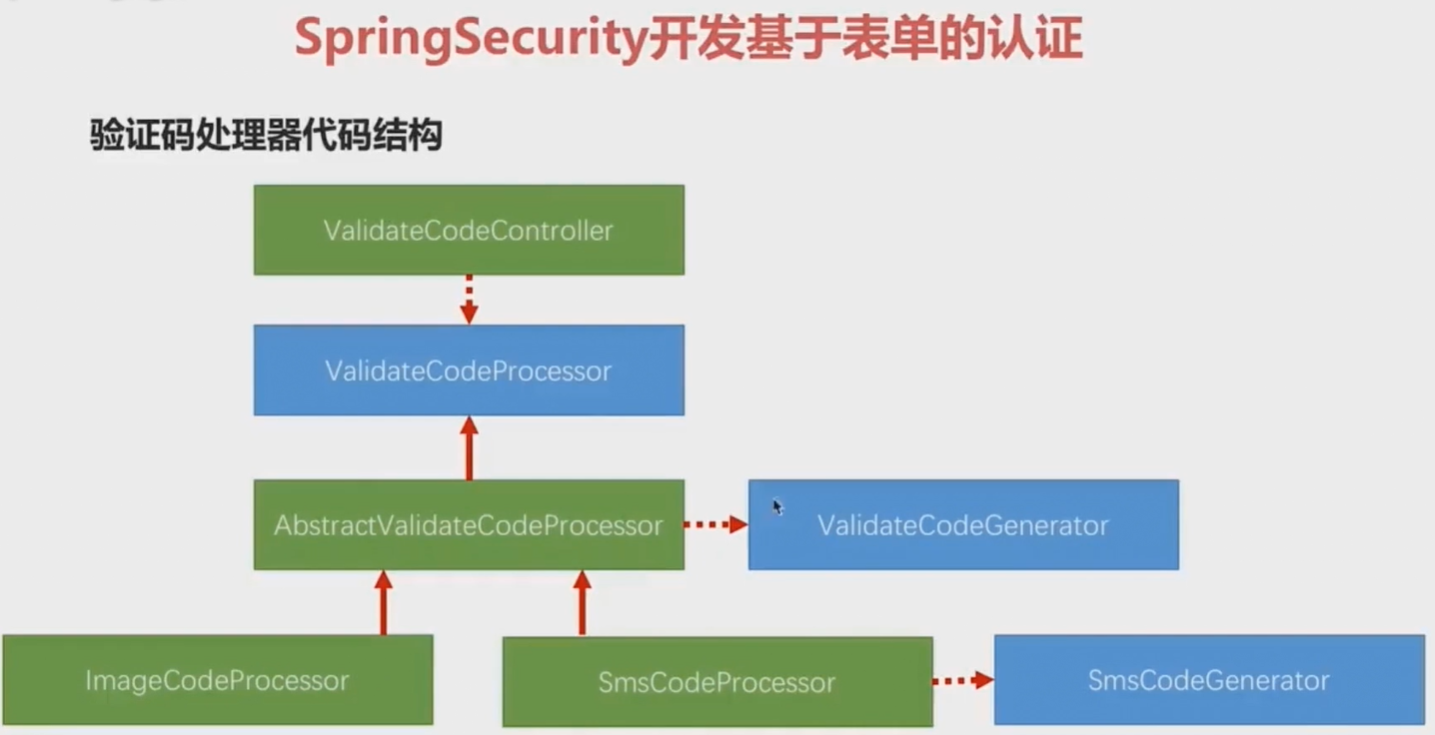 SpringSecurity开发基于表单的认证
验证码处理器代码结构
ValidateCodeController
ValidateCodeProcessor
AbstractValidateCodeProcessor
ValidateCodeGenerator
ImageCodeProcessor
SmsCodeProcessor
SmsCodeGenerator